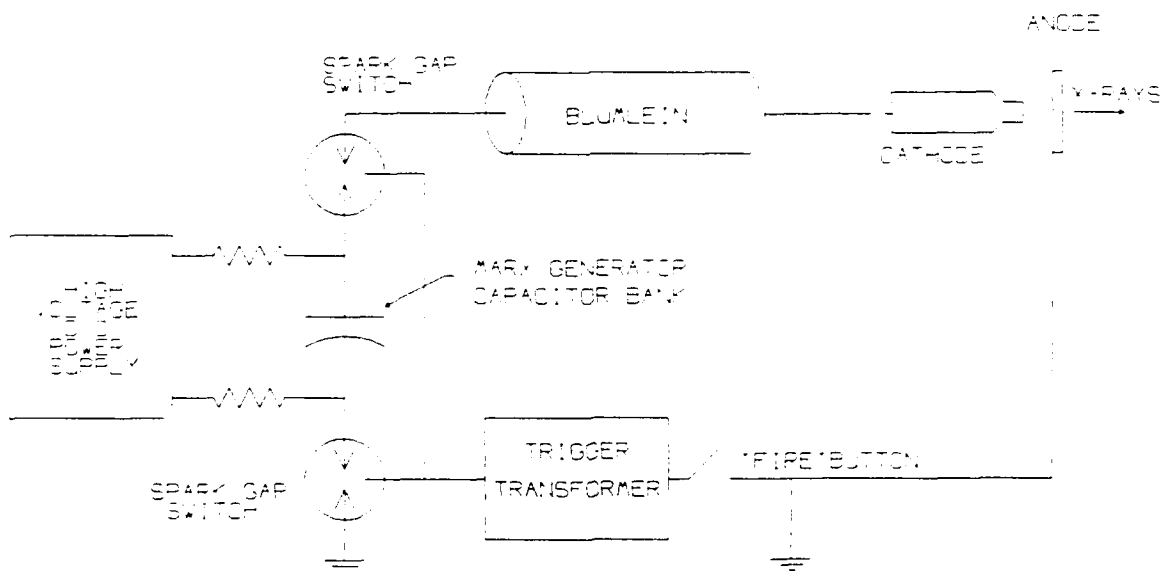 ANODE
SPARK GAP
SWITCH
X-RAYS
BLUMLEIN
CATHODE
MARX GENERATOR
CAPACITOR BANK
HIGH
VOLTAGE
POWER
SUPPLY
TRIGGER
TRANSFORMER
"FIRE" BUTTON
SPARK GAP
SWITCH